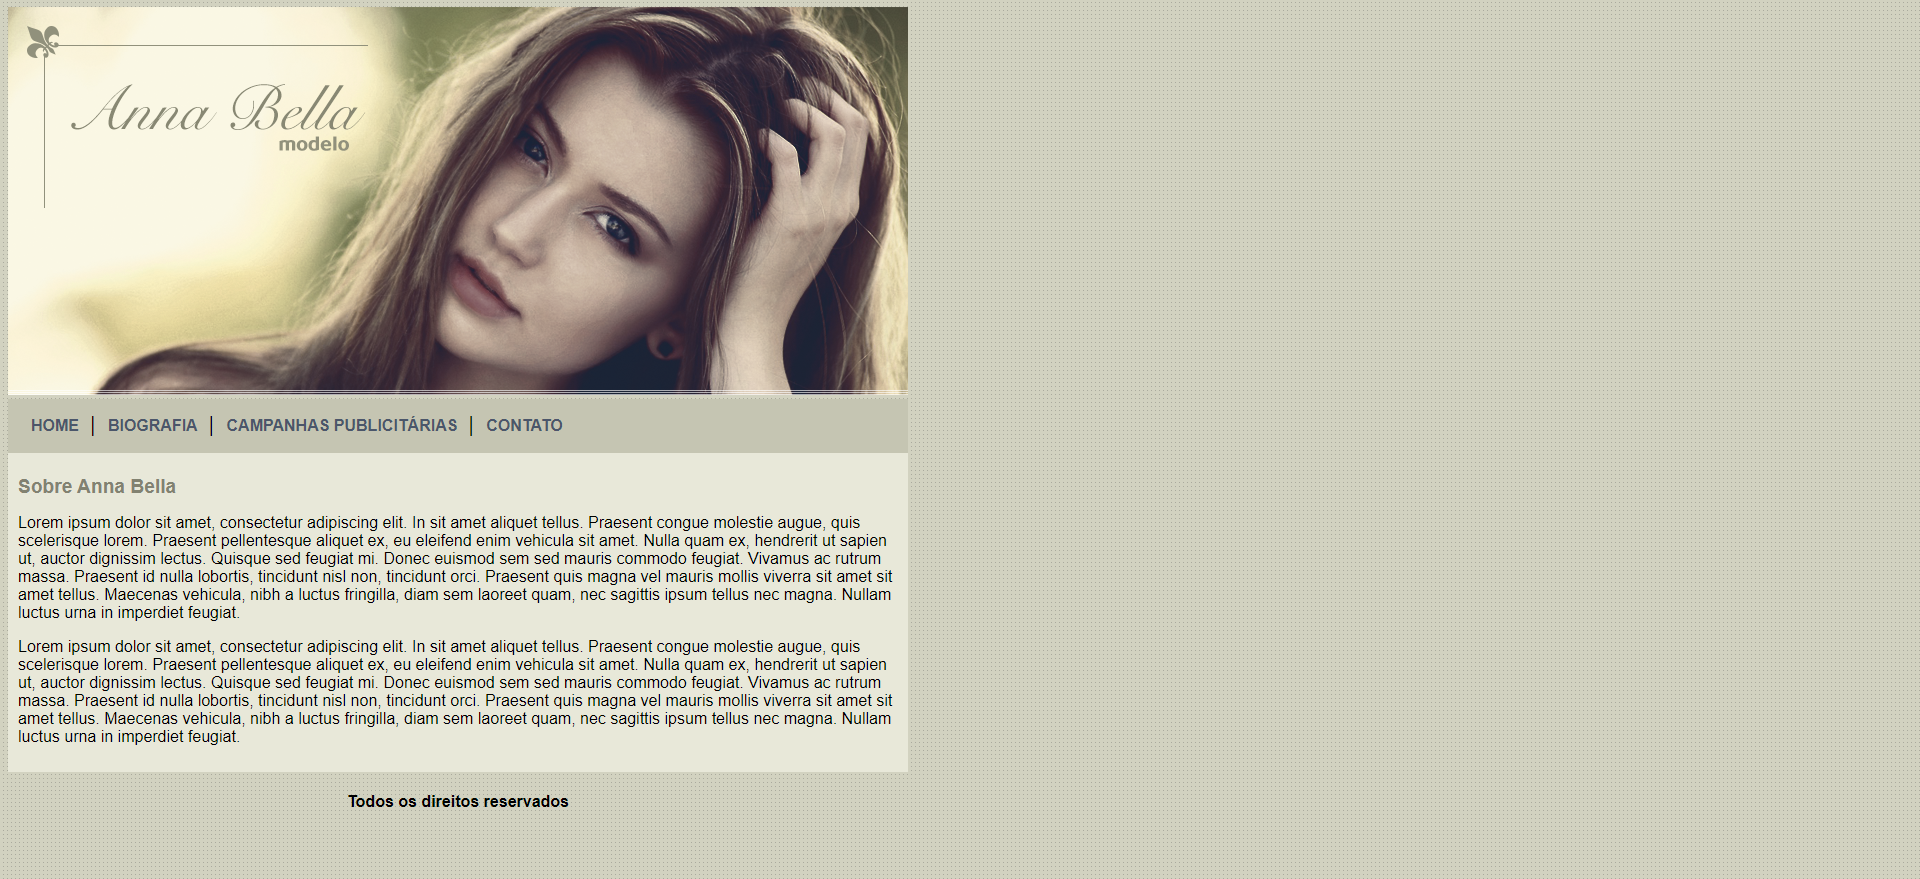 Anna Bella
modelo
HOME | BIOGRAFIA | CAMPANHAS PUBLICITÁRIAS | CONTATO
Sobre Anna Bella
Lorem ipsum dolor sit amet, consectetur adipiscing elit. In sit amet aliquet tellus. Praesent congue molestie augue, quis
scelerisque lorem. Praesent pellentesque aliquet ex, eu eleifend enim vehicula sit amet. Nulla quam ex, hendrerit ut sapien
ut, auctor dignissim lectus. Quisque sed feugiat mi. Donec euismod sem sed mauris commodo feugiat. Vivamus ac rutrum
massa. Praesent id nulla lobortis, tincidunt nisl non, tincidunt orci. Praesent quis magna vel mauris mollis viverra sit amet sit
amet tellus. Maecenas vehicula, nibh a luctus fringilla, diam sem laoreet quam, nec sagittis ipsum tellus nec magna. Nullam
luctus urna in imperdiet feugiat.
Lorem ipsum dolor sit amet, consectetur adipiscing elit. In sit amet aliquet tellus. Praesent congue molestie augue, quis
scelerisque lorem. Praesent pellentesque aliquet ex, eu eleifend enim vehicula sit amet. Nulla quam ex, hendrerit ut sapien
ut, auctor dignissim lectus. Quisque sed feugiat mi. Donec euismod sem sed mauris commodo feugiat. Vivamus ac rutrum
massa. Praesent id nulla lobortis, tincidunt nisl non, tincidunt orci. Praesent quis magna vel mauris mollis viverra sit amet sit
amet tellus. Maecenas vehicula, nibh a luctus fringilla, diam sem laoreet quam, nec sagittis ipsum tellus nec magna. Nullam
luctus urna in imperdiet feugiat.
Todos os direitos reservados